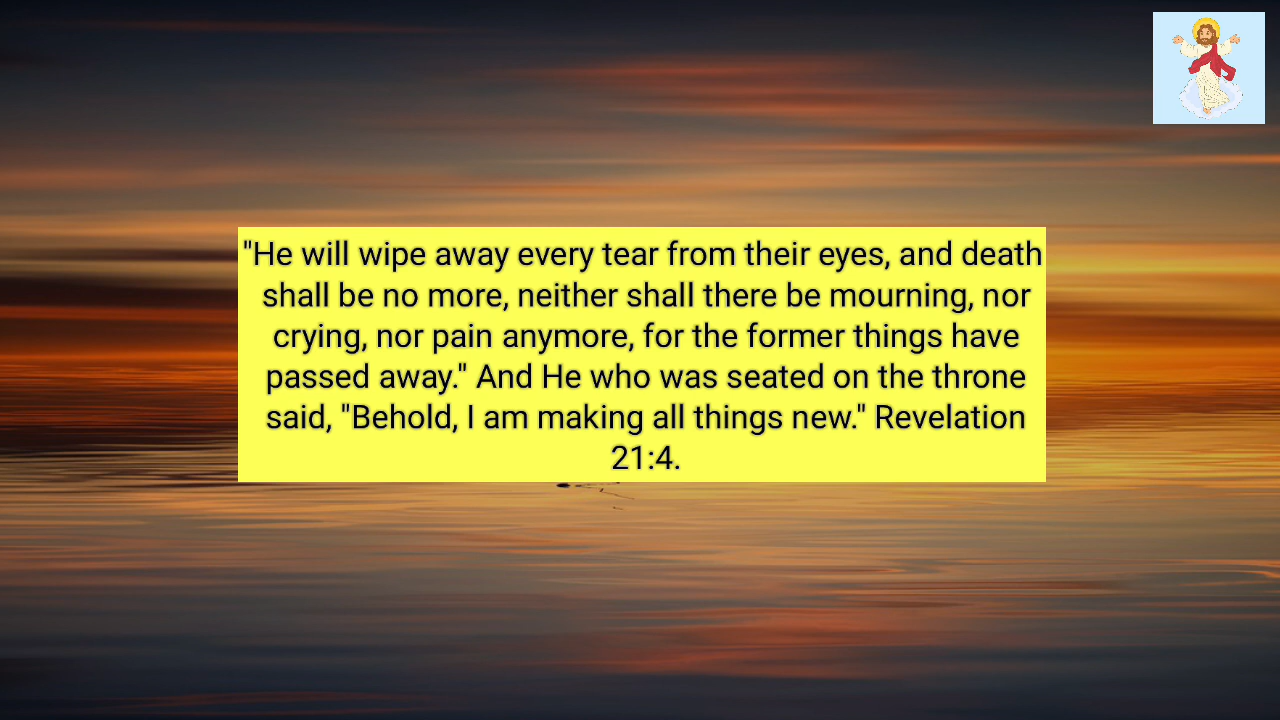 "He will wipe away every tear from their eyes, and death
shall be no more, neither shall there be mourning, nor
crying, nor pain anymore, for the former things have
passed away." And He who was seated on the throne
said, "Behold, I am making all things new." Revelation
21:4.